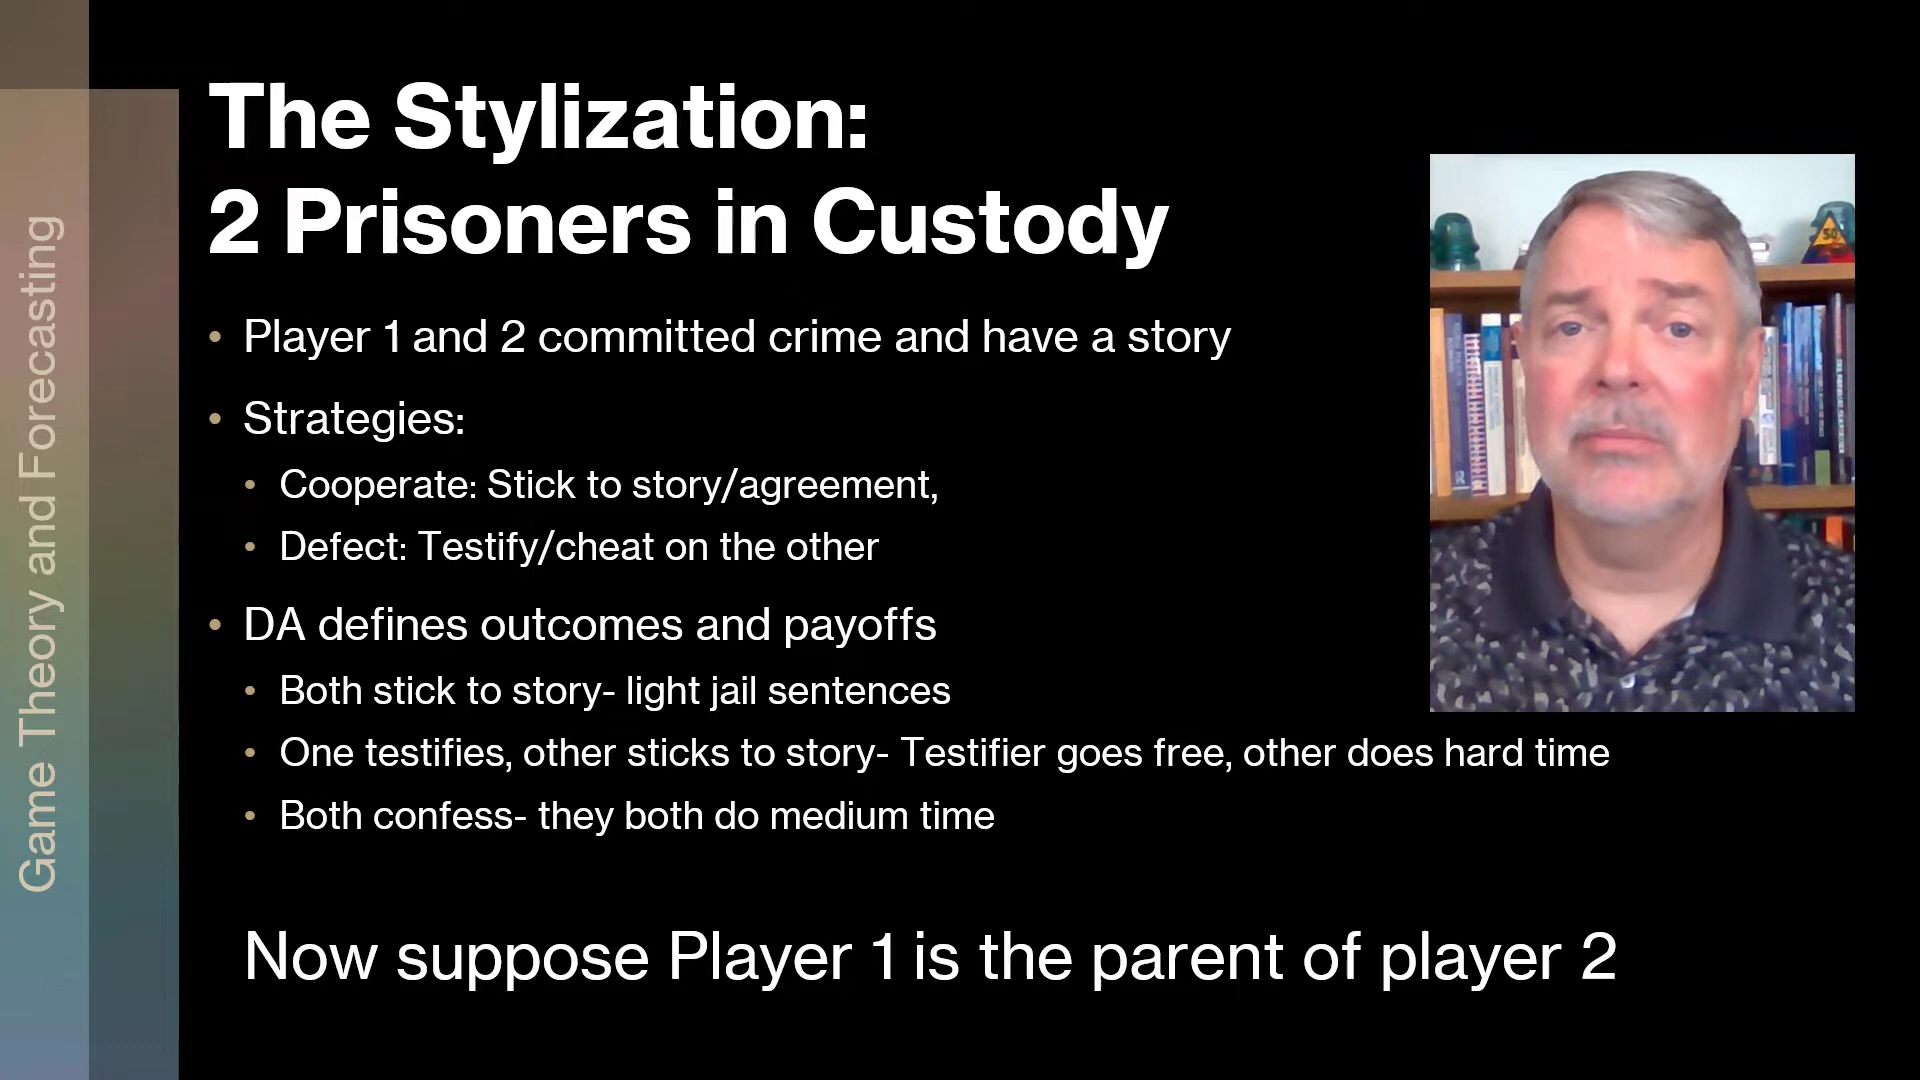 Game Theory and Forecasting
The Stylization:
2 Prisoners in Custody
• Player 1 and 2 committed crime and have a story
• Strategies:
• Cooperate: Stick to story/agreement,
• Defect: Testify/cheat on the other
• DA defines outcomes and payoffs
• Both stick to story- light jail sentences
• One testifies, other sticks to story- Testifier goes free, other does hard time
• Both confess- they both do medium time
Now suppose Player 1 is the parent of player 2
50